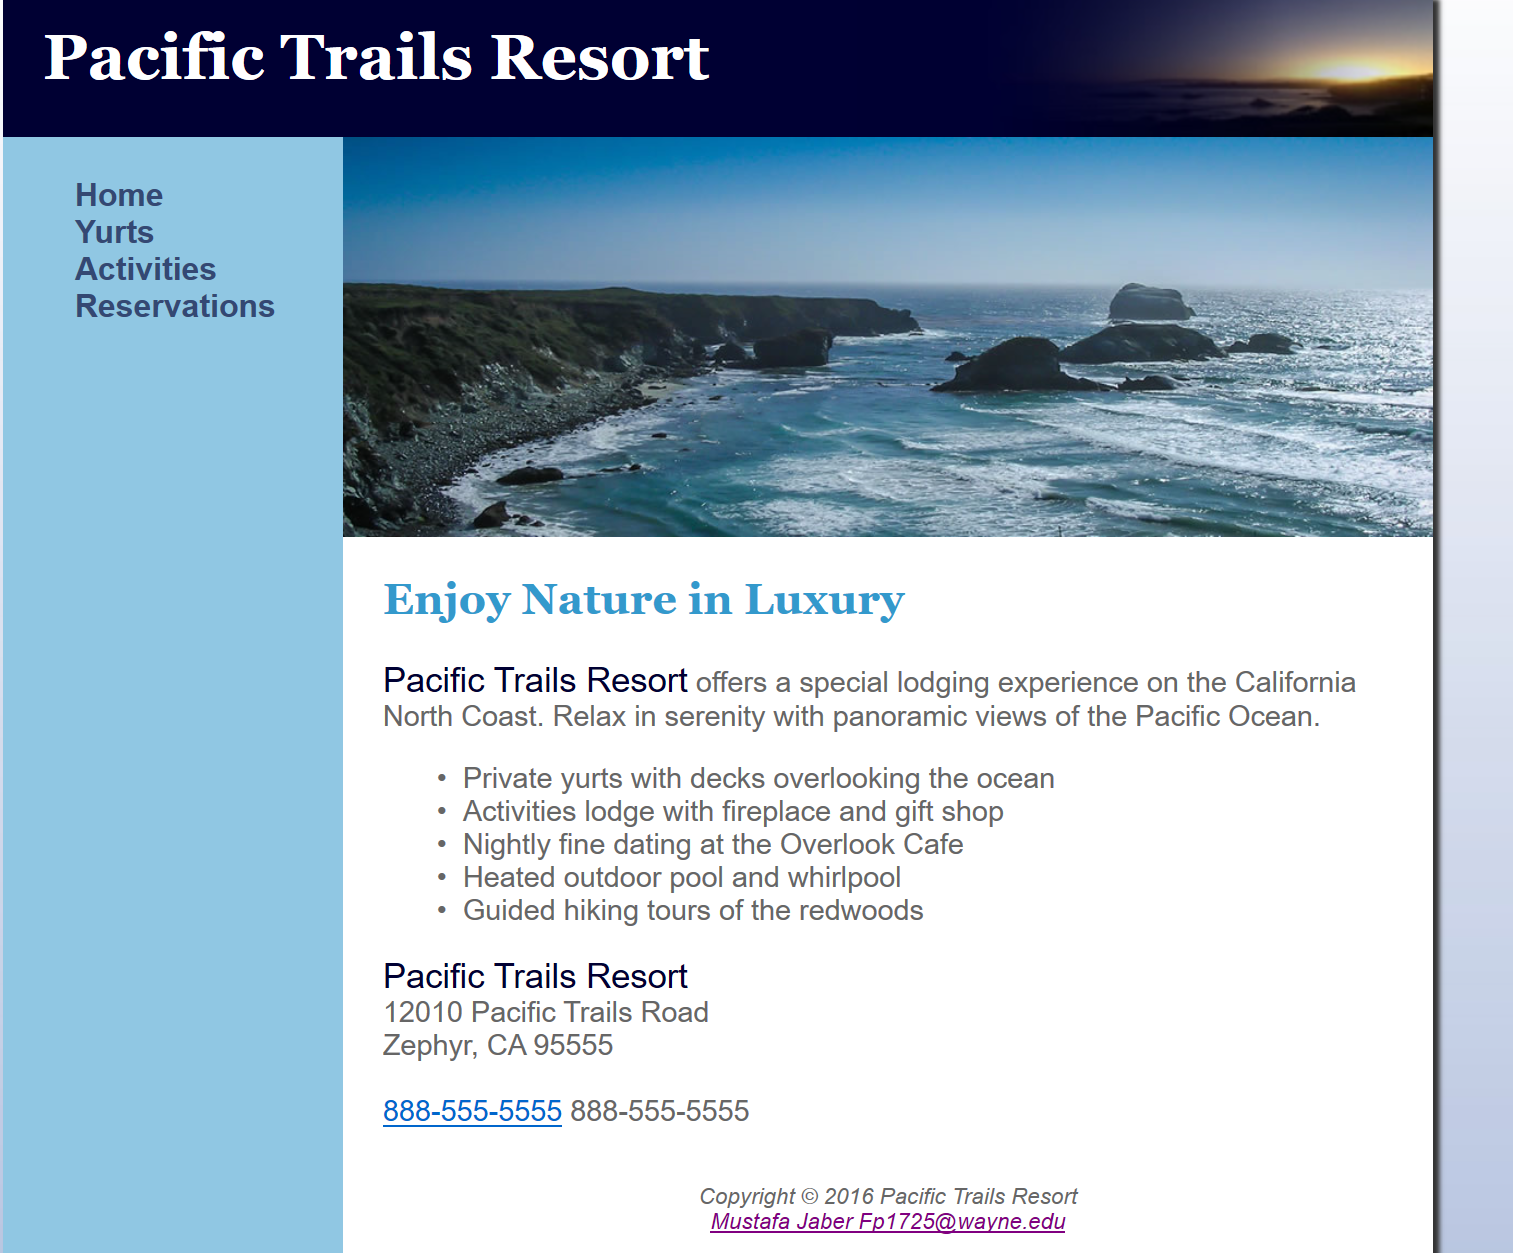 Pacific Trails Resort
Home
Yurts
Activities
Reservations
Enjoy Nature in Luxury
Pacific Trails Resort offers a special lodging experience on the California
North Coast. Relax in serenity with panoramic views of the Pacific Ocean.
• Private yurts with decks overlooking the ocean
• Activities lodge with fireplace and gift shop
• Nightly fine dating at the Overlook Cafe
• Heated outdoor pool and whirlpool
• Guided hiking tours of the redwoods
Pacific Trails Resort
12010 Pacific Trails Road
Zephyr, CA 95555
888-555-5555 888-555-5555
Copyright © 2016 Pacific Trails Resort
Mustafa Jaber Fp1725@wayne.edu